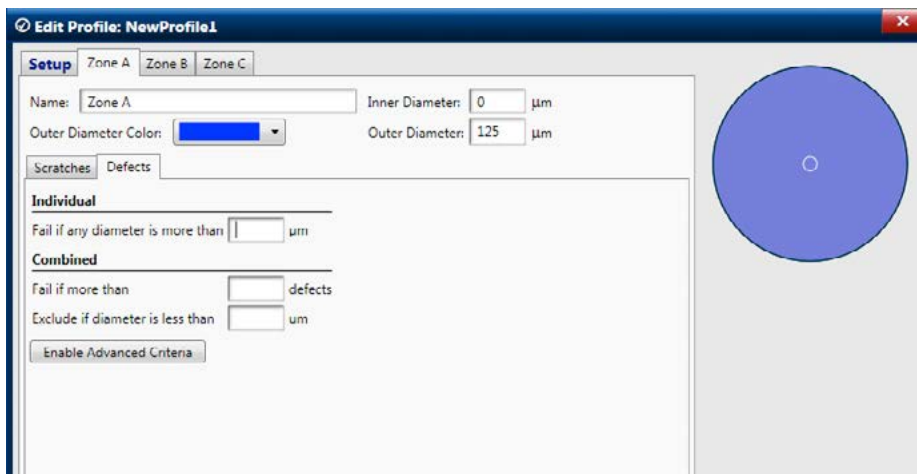 Edit Profile: NewProfile1
Setup Zone A Zone B Zone C
Name: Zone A Inner Diameter: 0 µm
Outer Diameter Color: Outer Diameter: 125 µm
Scratches Defects
Individual
Fail if any diameter is more than µm
Combined
Fail if more than defects
Exclude if diameter is less than um
Enable Advanced Criteria